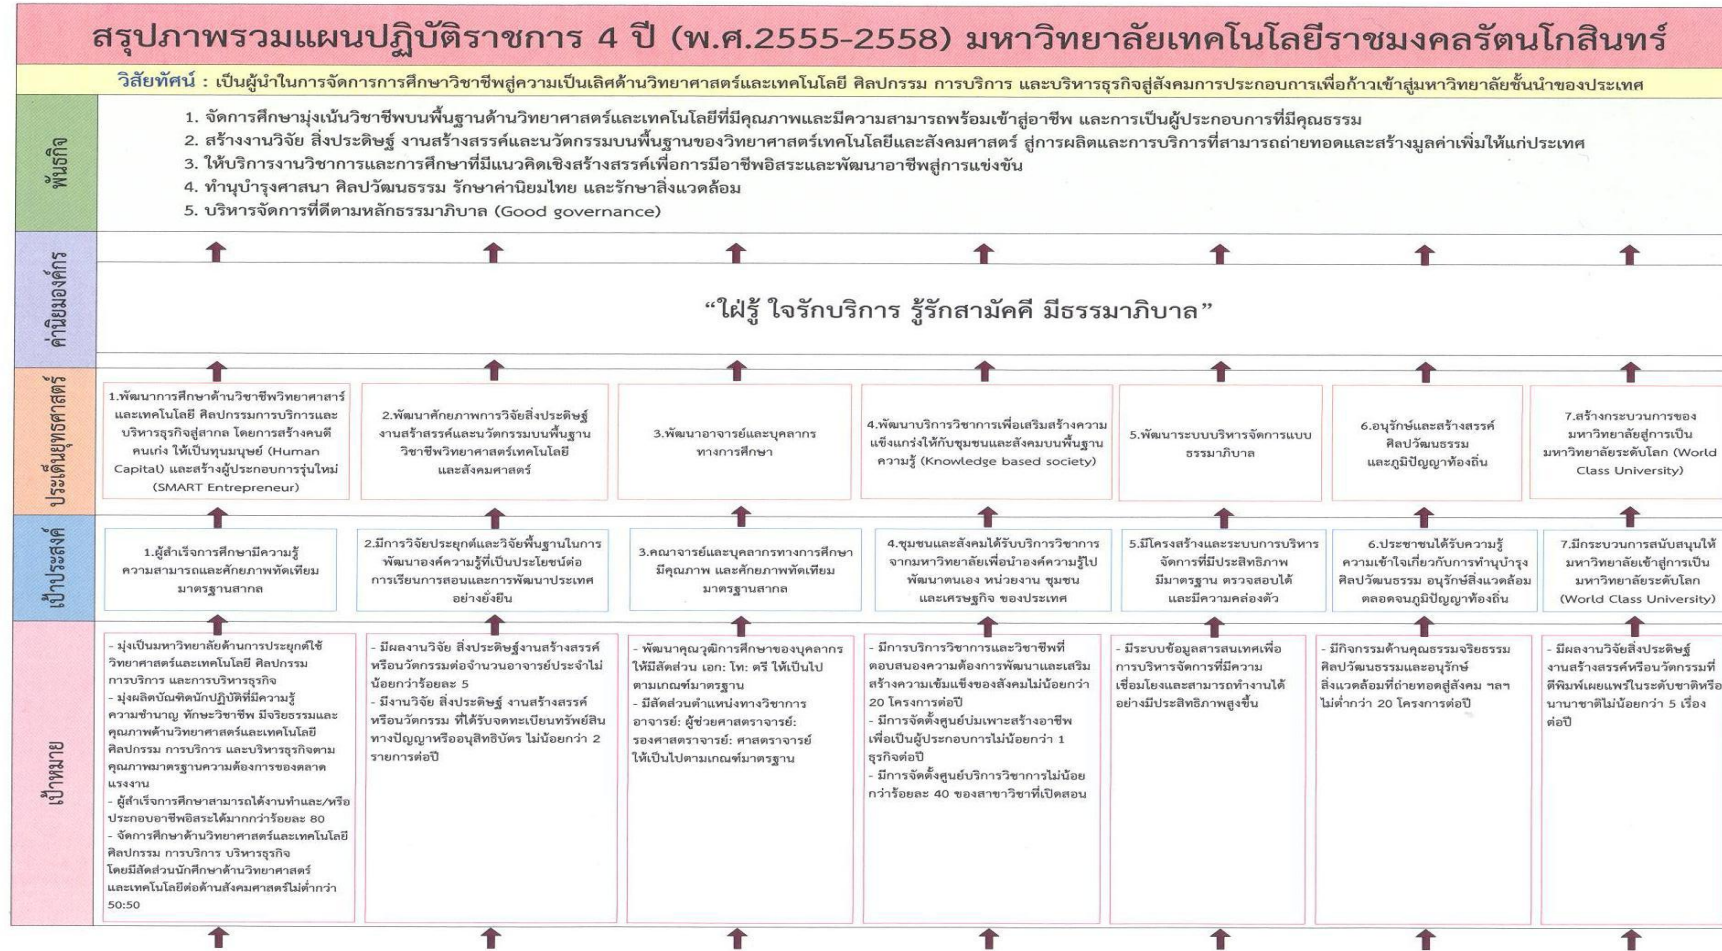 สรุปภาพรวมแผนปฏิบัติราชการ 4 ปี (พ.ศ.2555-2558) มหาวิทยาลัยเทคโนโลยีราชมงคลรัตนโกสินทร์
วิสัยทัศน์ : เป็นผู้นำในการจัดการการศึกษาวิชาชีพสู่ความเป็นเลิศด้านวิทยาศาสตร์และเทคโนโลยี ศิลปกรรม การบริการ และบริหารธุรกิจสู่สังคมการประกอบการเพื่อก้าวเข้าสู่มหาวิทยาลัยชั้นนำของประเทศ
พันธกิจ
1. จัดการศึกษามุ่งเน้นวิชาชีพบนพื้นฐานด้านวิทยาศาสตร์และเทคโนโลยีที่มีคุณภาพและมีความสามารถพร้อมเข้าสู่อาชีพ และการเป็นผู้ประกอบการที่มีคุณธรรม
2. สร้างงานวิจัย สิ่งประดิษฐ์ งานสร้างสรรค์และนวัตกรรมบนพื้นฐานของวิทยาศาสตร์เทคโนโลยีและสังคมศาสตร์ สู่การผลิตและการบริการที่สามารถถ่ายทอดและสร้างมูลค่าเพิ่มให้แก่ประเทศ
3. ให้บริการงานวิชาการและการศึกษาที่มีแนวคิดเชิงสร้างสรรค์เพื่อการมีอาชีพอิสระและพัฒนาอาชีพสู่การแข่งขัน
4. ทำนุบำรุงศาสนา ศิลปวัฒนธรรม รักษาค่านิยมไทย และรักษาสิ่งแวดล้อม
5. บริหารจัดการที่ดีตามหลักธรรมาภิบาล (Good governance)
ค่านิยมองค์กร
“ใฝ่รู้ ใจรักบริการ รู้รักสามัคคี มีธรรมาภิบาล”
ประเด็นยุทธศาสตร์
1.พัฒนาการศึกษาด้านวิชาชีพวิทยาศาสาร์
และเทคโนโลยี ศิลปกรรมการบริการและ
บริหารธุรกิจสู่สากล โดยการสร้างคนดี
คนเก่ง ให้เป็นทุนมนุษย์ (Human
Capital) และสร้างผู้ประกอบการรุ่นใหม่
(SMART Entrepreneur)
2.พัฒนาศักยภาพการวิจัยสิ่งประดิษฐ์
งานสร้าสรรค์และนวัตกรรมบนพื้นฐาน
วิชาชีพวิทยาศาสตร์เทคโนโลยี
และสังคมศาสตร์
3.พัฒนาอาจารย์และบุคลากร
ทางการศึกษา
4.พัฒนาบริการวิชาการเพื่อเสริมสร้างความ
แข็งแกร่งให้กับชุมชนและสังคมบนพื้นฐาน
ความรู้ (Knowledge based society)
5.พัฒนาระบบบริหารจัดการแบบ
ธรรมาภิบาล
6.อนุรักษ์และสร้างสรรค์
ศิลปวัฒนธรรม
และภูมิปัญญาท้องถิ่น
7.สร้างกระบวนการของ
มหาวิทยาลัยสู่การเป็น
มหาวิทยาลัยระดับโลก (World
Class University)
เป้าประสงค์
1.ผู้สำเร็จการศึกษามีความรู้
ความสามารถและศักยภาพทัดเทียม
มาตรฐานสากล
2.มีการวิจัยประยุกต์และวิจัยพื้นฐานในการ
พัฒนาองค์ความรู้ที่เป็นประโยชน์ต่อ
การเรียนการสอนและการพัฒนาประเทศ
อย่างยั่งยืน
3.คณาจารย์และบุคลากรทางการศึกษา
มีคุณภาพ และศักยภาพทัดเทียม
มาตรฐานสากล
4.ชุมชนและสังคมได้รับบริการวิชาการ
จากมหาวิทยาลัยเพื่อนำองค์ความรู้ไป
พัฒนาตนเอง หน่วยงาน ชุมชน
และเศรษฐกิจ ของประเทศ
5.มีโครงสร้างและระบบการบริหาร
จัดการที่มีประสิทธิภาพ
มีมาตรฐาน ตรวจสอบได้
และมีความคล่องตัว
6.ประชาชนได้รับความรู้
ความเข้าใจเกี่ยวกับการทำนุบำรุง
ศิลปวัฒนธรรม อนุรักษ์สิ่งแวดล้อม
ตลอดจนภูมิปัญญาท้องถิ่น
7.มีกระบวนการสนับสนุนให้
มหาวิทยาลัยเข้าสู่การเป็น
มหาวิทยาลัยระดับโลก
(World Class University)
เป้าหมาย
- มุ่งเป็นมหาวิทยาลัยด้านการประยุกต์ใช้
วิทยาศาสตร์และเทคโนโลยี ศิลปกรรม
การบริการ และการบริหารธุรกิจ
- มุ่งผลิตบัณฑิตนักปฏิบัติที่มีความรู้
ความชำนาญ ทักษะวิชาชีพ มีจริยธรรมและ
คุณภาพด้านวิทยาศาสตร์และเทคโนโลยี
ศิลปกรรม การบริการ และบริหารธุรกิจตาม
คุณภาพมาตรฐานความต้องการของตลาด
แรงงาน
- ผู้สำเร็จการศึกษาสามารถได้งานทำและ/หรือ
ประกอบอาชีพอิสระได้มากกว่าร้อยละ 80
- จัดการศึกษาด้านวิทยาศาสตร์และเทคโนโลยี
ศิลปกรรม การบริการ บริหารธุรกิจ
โดยมีสัดส่วนนักศึกษาด้านวิทยาศาสตร์
และเทคโนโลยีต่อด้านสังคมศาสตร์ไม่ต่ำกว่า
50:50
- มีผลงานวิจัย สิ่งประดิษฐ์งานสร้างสรรค์
หรือนวัตกรรมต่อจำนวนอาจารย์ประจำไม่
น้อยกว่าร้อยละ 5
- มีงานวิจัย สิ่งประดิษฐ์ งานสร้างสรรค์
หรือนวัตกรรม ที่ได้รับจดทะเบียนทรัพย์สิน
ทางปัญญาหรืออนุสิทธิบัตร ไม่น้อยกว่า 2
รายการต่อปี
- พัฒนาคุณวุฒิการศึกษาของบุคลากร
ให้มีสัดส่วน เอก: โท: ตรี ให้เป็นไป
ตามเกณฑ์มาตรฐาน
- มีสัดส่วนตำแหน่งทางวิชาการ
อาจารย์: ผู้ช่วยศาสตราจารย์:
รองศาสตราจารย์: ศาสตราจารย์
ให้เป็นไปตามเกณฑ์มาตรฐาน
- มีการบริการวิชาการและวิชาชีพที่
ตอบสนองความต้องการพัฒนาและเสริม
สร้างความเข้มแข็งของสังคมไม่น้อยกว่า
20 โครงการต่อปี
- มีการจัดตั้งศูนย์บ่มเพาะสร้างอาชีพ
เพื่อเป็นผู้ประกอบการไม่น้อยกว่า 1
ธุรกิจต่อปี
- มีการจัดตั้งศูนย์บริการวิชาการไม่น้อย
กว่าร้อยละ 40 ของสาขาวิชาที่เปิดสอน
- มีระบบข้อมูลสารสนเทศเพื่อ
การบริหารจัดการที่มีความ
เชื่อมโยงและสามารถทำงานได้
อย่างมีประสิทธิภาพสูงขึ้น
- มีกิจกรรมด้านคุณธรรมจริยธรรม
ศิลปวัฒนธรรมและอนุรักษ์
สิ่งแวดล้อมที่ถ่ายทอดสู่สังคม ฯลฯ
ไม่ต่ำกว่า 20 โครงการต่อปี
- มีผลงานวิจัยสิ่งประดิษฐ์
งานสร้างสรรค์หรือนวัตกรรมที่
ตีพิมพ์เผยแพร่ในระดับชาติหรือ
นานาชาติไม่น้อยกว่า 5 เรื่อง
ต่อปี